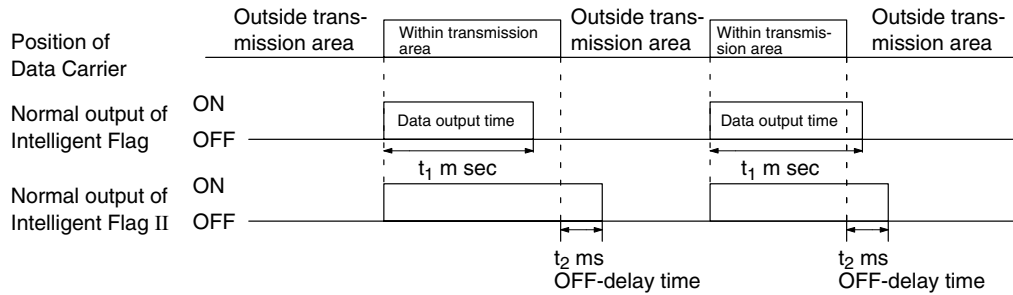 Outside trans-
mission area
Within transmission
area
Outside trans-
mission area
Within transmis-
sion area
Outside trans-
mission area
Position of
Data Carrier
Normal output of
Intelligent Flag
ON
OFF
Data output time
Data output time
t1 m sec
t1 m sec
Normal output of
Intelligent Flag II
ON
OFF
t2 ms
OFF-delay time
t2 ms
OFF-delay time